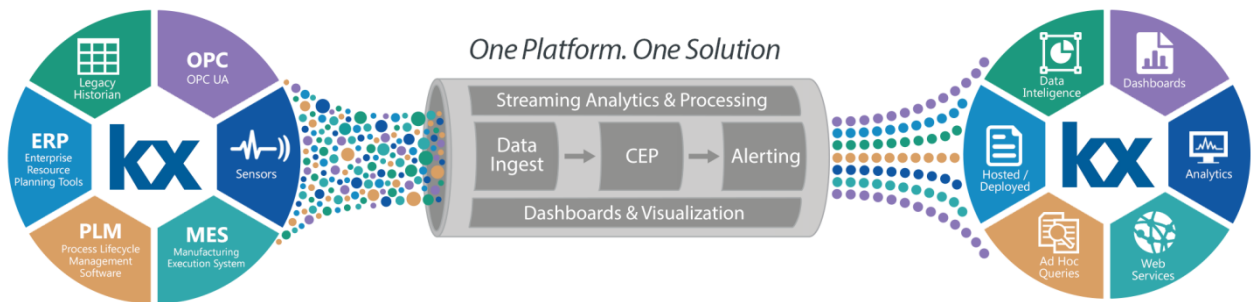 One Platform. One Solution
Legacy
Historian
OPC
OPC UA
ERP
Enterprise
Resource
Planning Tools
kx
Sensors
PLM
Process Lifecycle
Management
Software
MES
Manufacturing
Execution System
Streaming Analytics & Processing
Data
Ingest
CEP
Alerting
Dashboards & Visualization
Data
Inteligence
Dashboards
Hosted /
Deployed
kx
Analytics
Ad Hoc
Queries
Web
Services